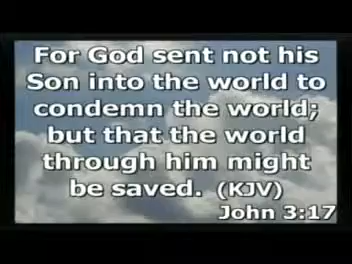 For God sent not his
Son into the world to
condemn the world;
but that the world
through him might
be saved. (KJV)
John 3:17